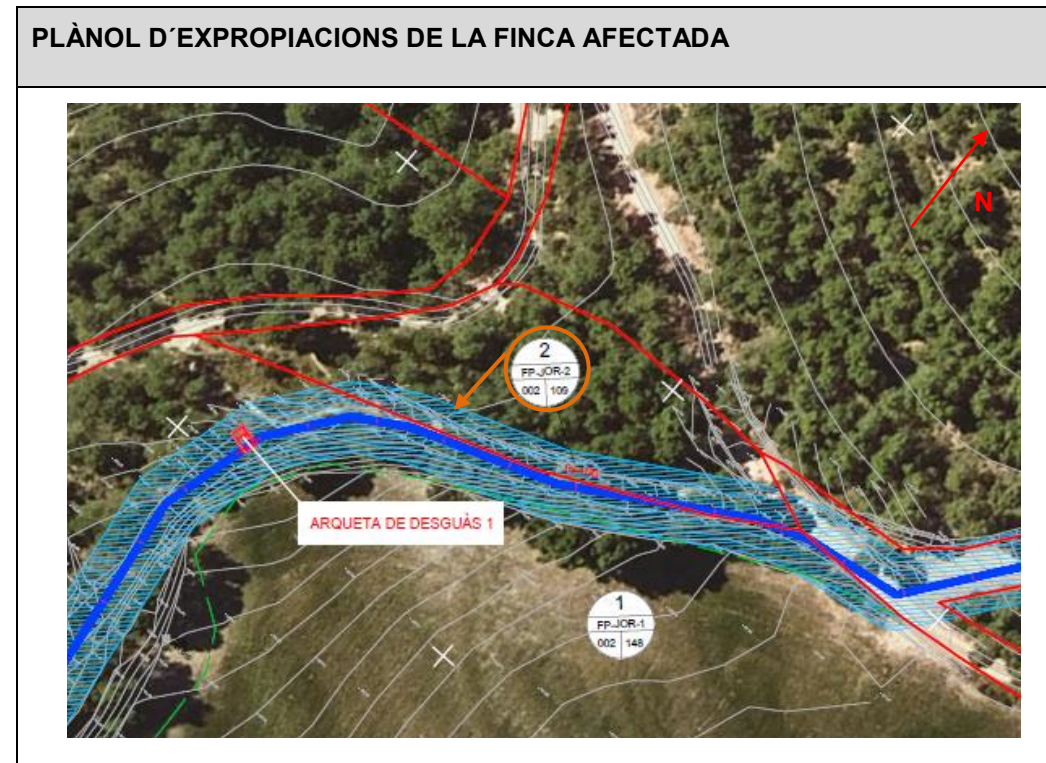 PLÀNOL D´EXPROPIACIONS DE LA FINCA AFECTADA
N
2
FP-JOR-2
002 109
ARQUETA DE DESGUÀS 1
1
FP-JOR-1
002 148